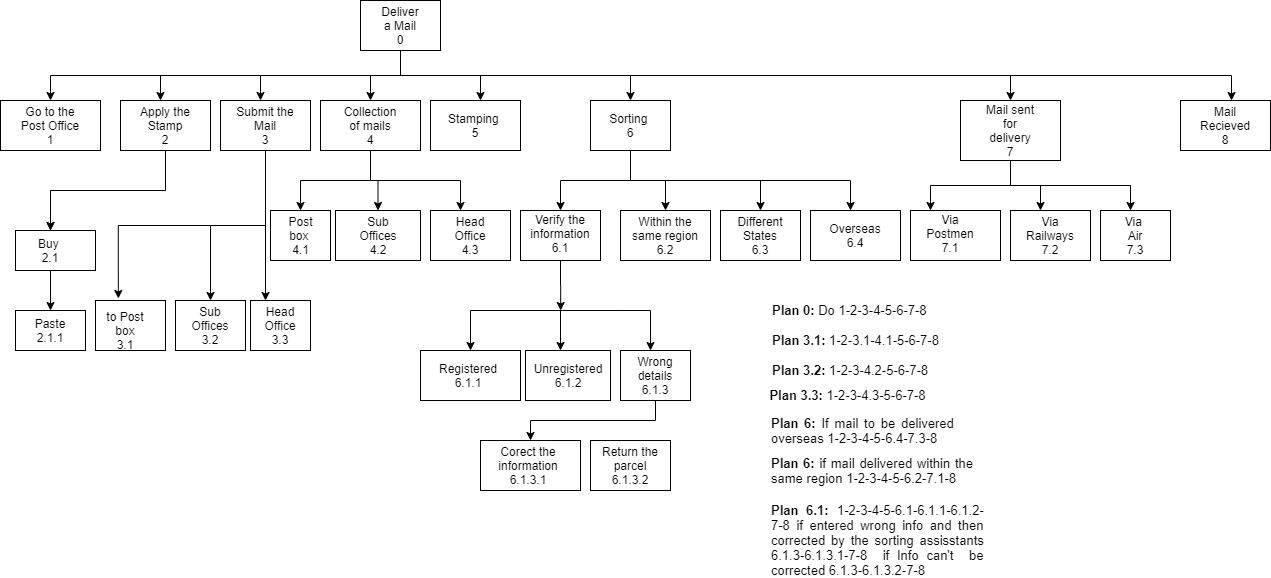 Deliver
a Mail
0
Go to the
Post Office
1
Apply the
Stamp
2
Submit the
Mail
3
Collection
of mails
4
Stamping
5
Sorting
6
Mail sent
for
delivery
7
Mail
Recieved
8
Buy
2.1
Paste
2.1.1
to Post
box
3.1
Sub
Offices
3.2
Head
Office
3.3
Post
box
4.1
Sub
Offices
4.2
Head
Office
4.3
Verify the
information
6.1
Within the
same region
6.2
Different
States
6.3
Overseas
6.4
Via
Postmen
7.1
Via
Railways
7.2
Via
Air
7.3
Registered
6.1.1
Unregistered
6.1.2
Wrong
details
6.1.3
Corect the
information
6.1.3.1
Return the
parcel
6.1.3.2
Plan 0: Do 1-2-3-4-5-6-7-8
Plan 3.1: 1-2-3.1-4.1-5-6-7-8
Plan 3.2: 1-2-3-4.2-5-6-7-8
Plan 3.3: 1-2-3-4.3-5-6-7-8
Plan 6: If mail to be delivered
overseas 1-2-3-4-5-6.4-7.3-8
Plan 6: if mail delivered within the
same region 1-2-3-4-5-6.2-7.1-8
Plan 6.1: 1-2-3-4-5-6.1-6.1.1-6.1.2-
7-8 if entered wrong info and then
corrected by the sorting assisstants
6.1.3-6.1.3.1-7-8 if Info can't be
corrected 6.1.3-6.1.3.2-7-8